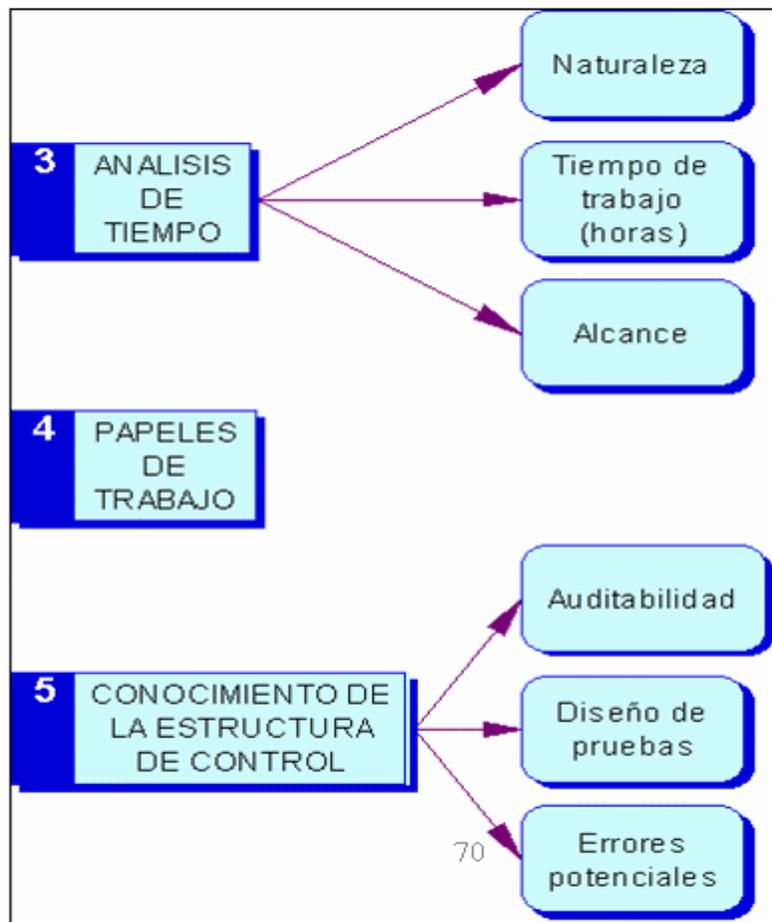 3
ANALISIS
DE
TIEMPO
Naturaleza
Tiempo de
trabajo
(horas)
Alcance
4
PAPELES
DE
TRABAJO
5
CONOCIMIENTO DE
LA ESTRUCTURA
DE CONTROL
Auditabilidad
Diseño de
pruebas
Errores
potenciales
70